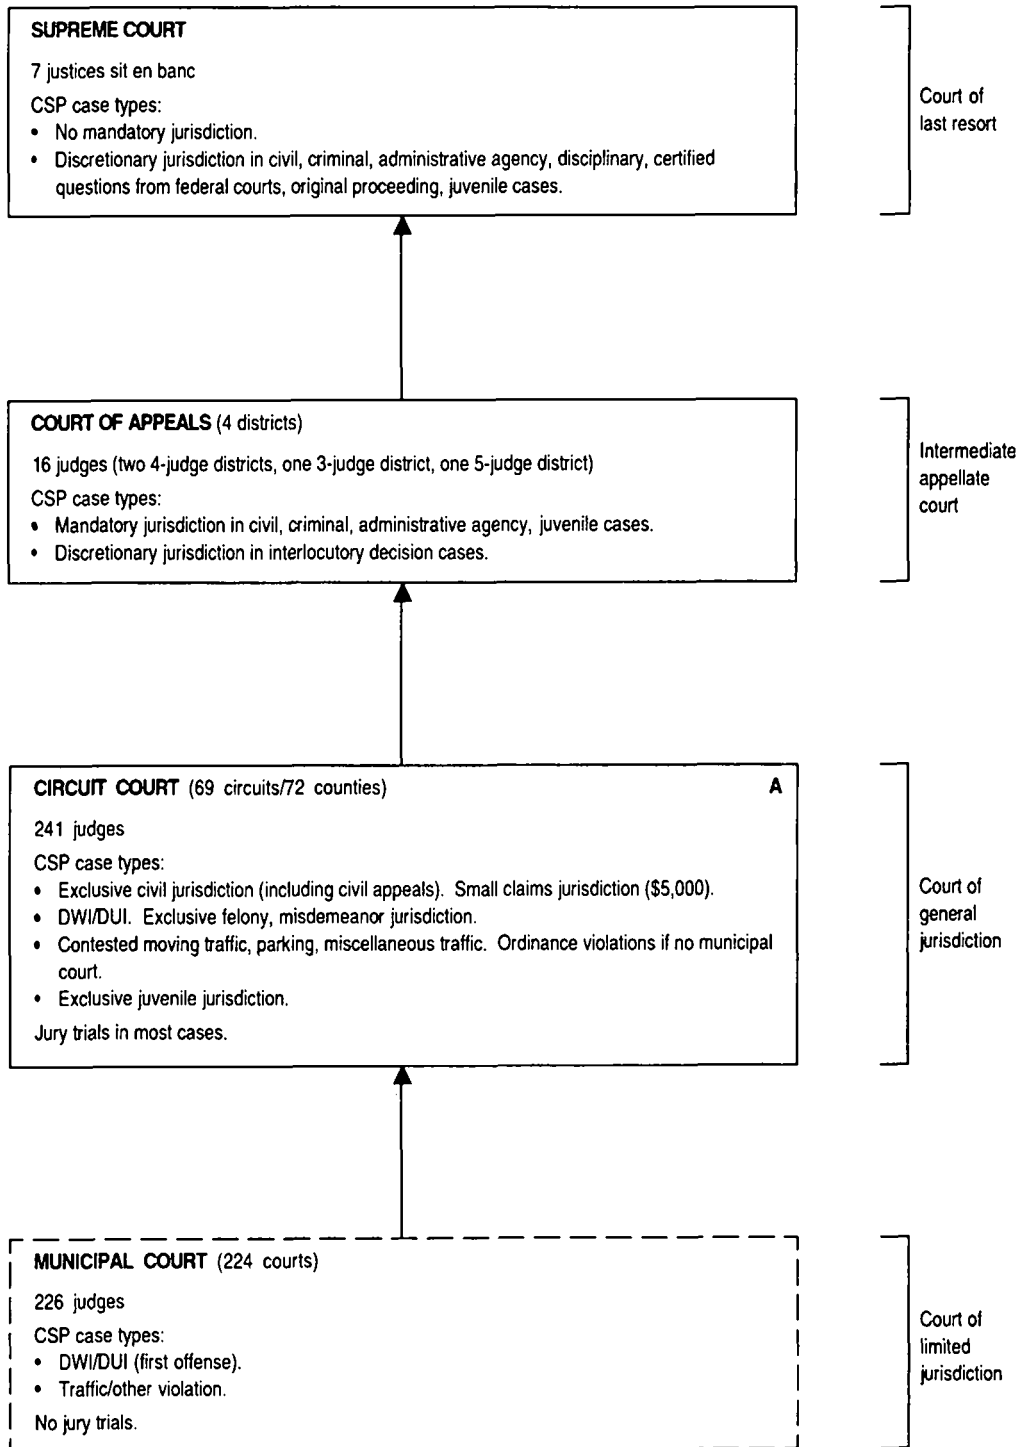 SUPREME COURT
7 justices sit en banc
CSP case types:
• No mandatory jurisdiction.
• Discretionary jurisdiction in civil, criminal, administrative agency, disciplinary, certified
questions from federal courts, original proceeding, juvenile cases.
Court of
last resort
COURT OF APPEALS (4 districts)
16 judges (two 4-judge districts, one 3-judge district, one 5-judge district)
CSP case types:
• Mandatory jurisdiction in civil, criminal, administrative agency, juvenile cases.
• Discretionary jurisdiction in interlocutory decision cases.
Intermediate
appellate
court
CIRCUIT COURT (69 circuits/72 counties) A
241 judges
CSP case types:
• Exclusive civil jurisdiction (including civil appeals). Small claims jurisdiction ($5,000).
• DWI/DUI. Exclusive felony, misdemeanor jurisdiction.
• Contested moving traffic, parking, miscellaneous traffic. Ordinance violations if no municipal
court.
• Exclusive juvenile jurisdiction.
Jury trials in most cases.
Court of
general
jurisdiction
MUNICIPAL COURT (224 courts)
226 judges
CSP case types:
• DWI/DUI (first offense).
• Traffic/other violation.
No jury trials.
Court of
limited
jurisdiction